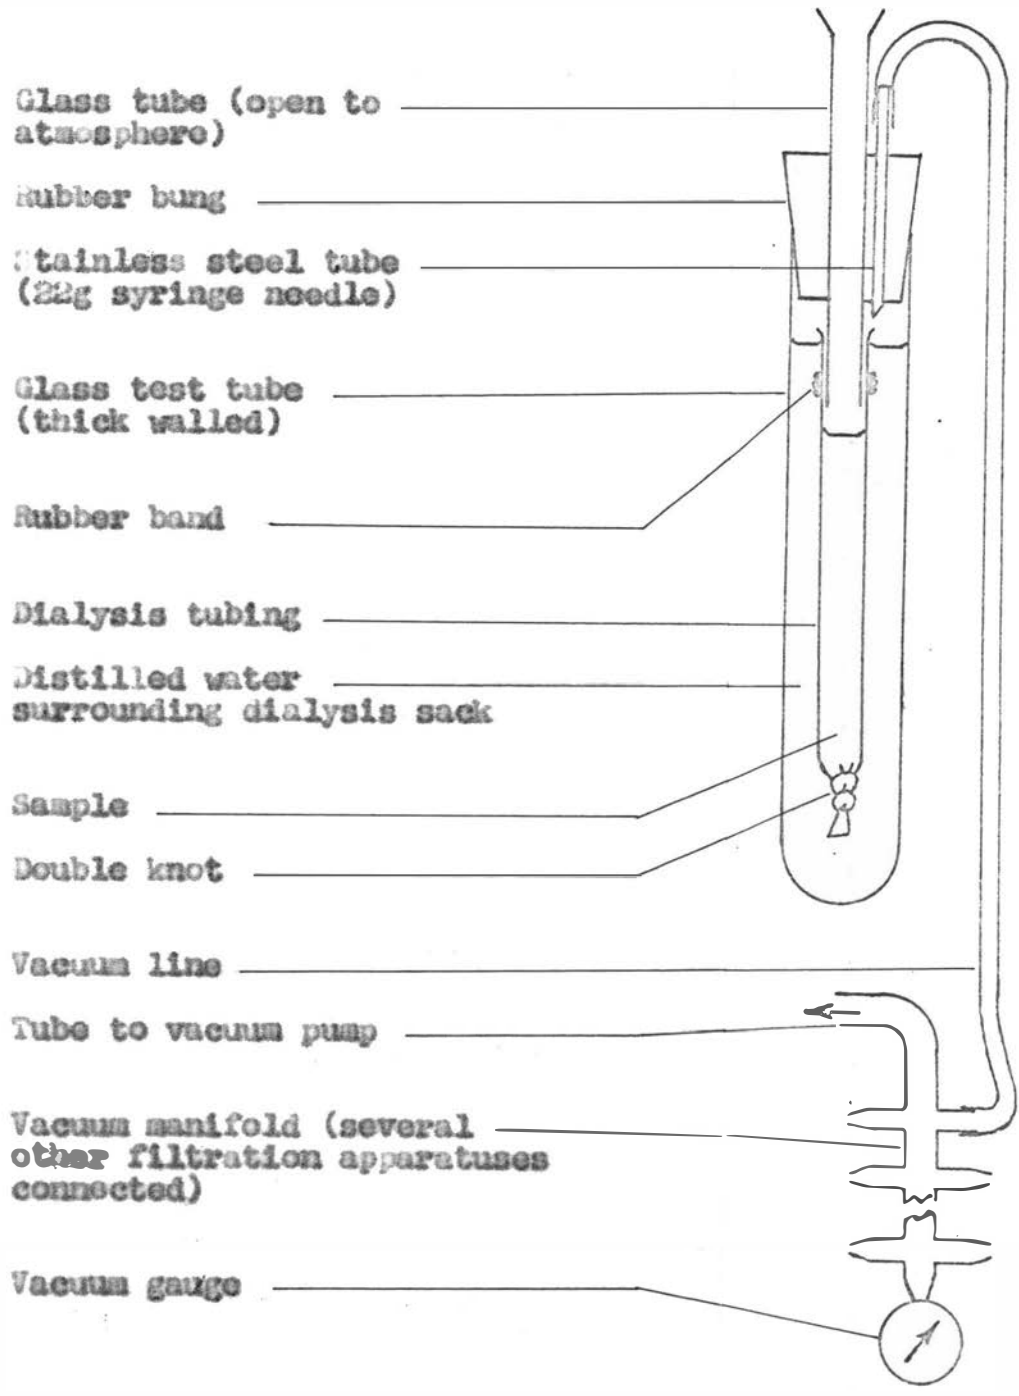 Glass tube (open to
atmosphere)
Rubber bung
Stainless steel tube
(22g syringe needle)
Glass test tube
(thick walled)
Rubber band
Dialysis tubing
Distilled water
surrounding dialysis sack
Sample
Double knot
Vacuum line
Tube to vacuum pump
Vacuum manifold (several
other filtration apparatuses
connected)
Vacuum gauge